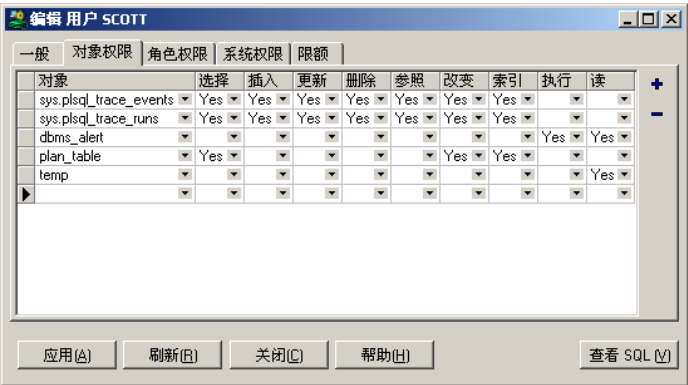 编辑 用户 SCOTT
一般 对象权限 角色权限 系统权限 限额
对象 选择 插入 更新 删除 参照 改变 索引 执行 读
sys.plsql_trace_events Yes Yes Yes Yes Yes Yes Yes
sys.plsql_trace_runs Yes Yes Yes Yes Yes Yes Yes
dbms_alert Yes Yes
plan_table Yes Yes Yes
temp Yes
应用(A) 刷新(R) 关闭(C) 帮助(H) 查看 SQL (V)